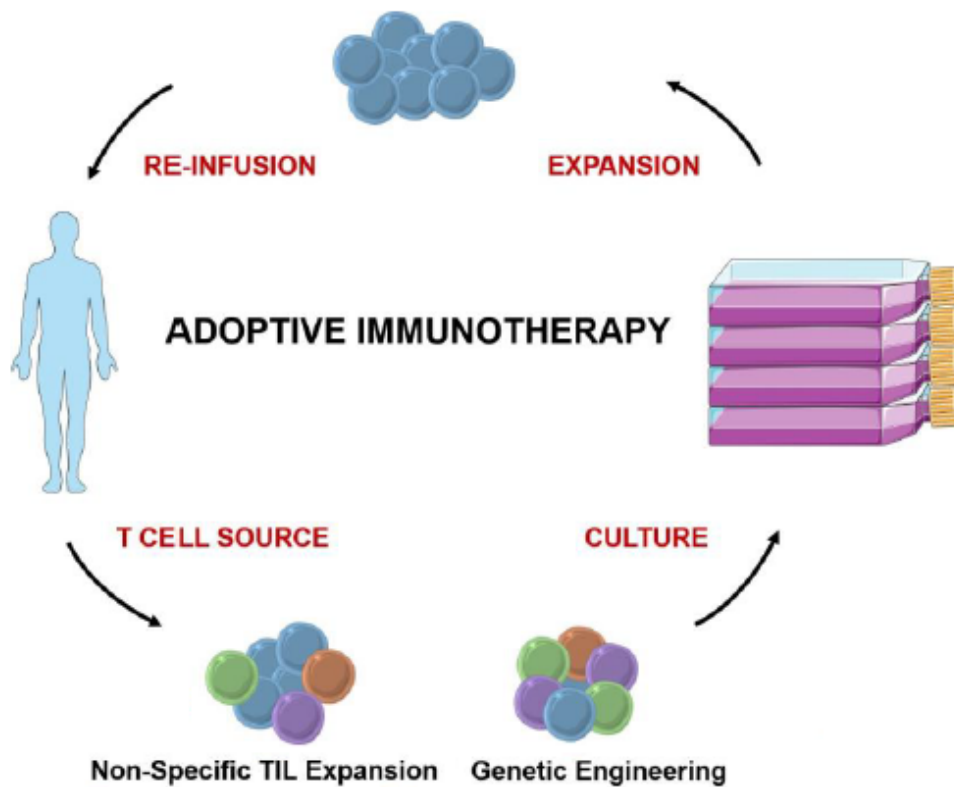 RE-INFUSION
EXPANSION
ADOPTIVE IMMUNOTHERAPY
T CELL SOURCE
CULTURE
Non-Specific TIL Expansion
Genetic Engineering